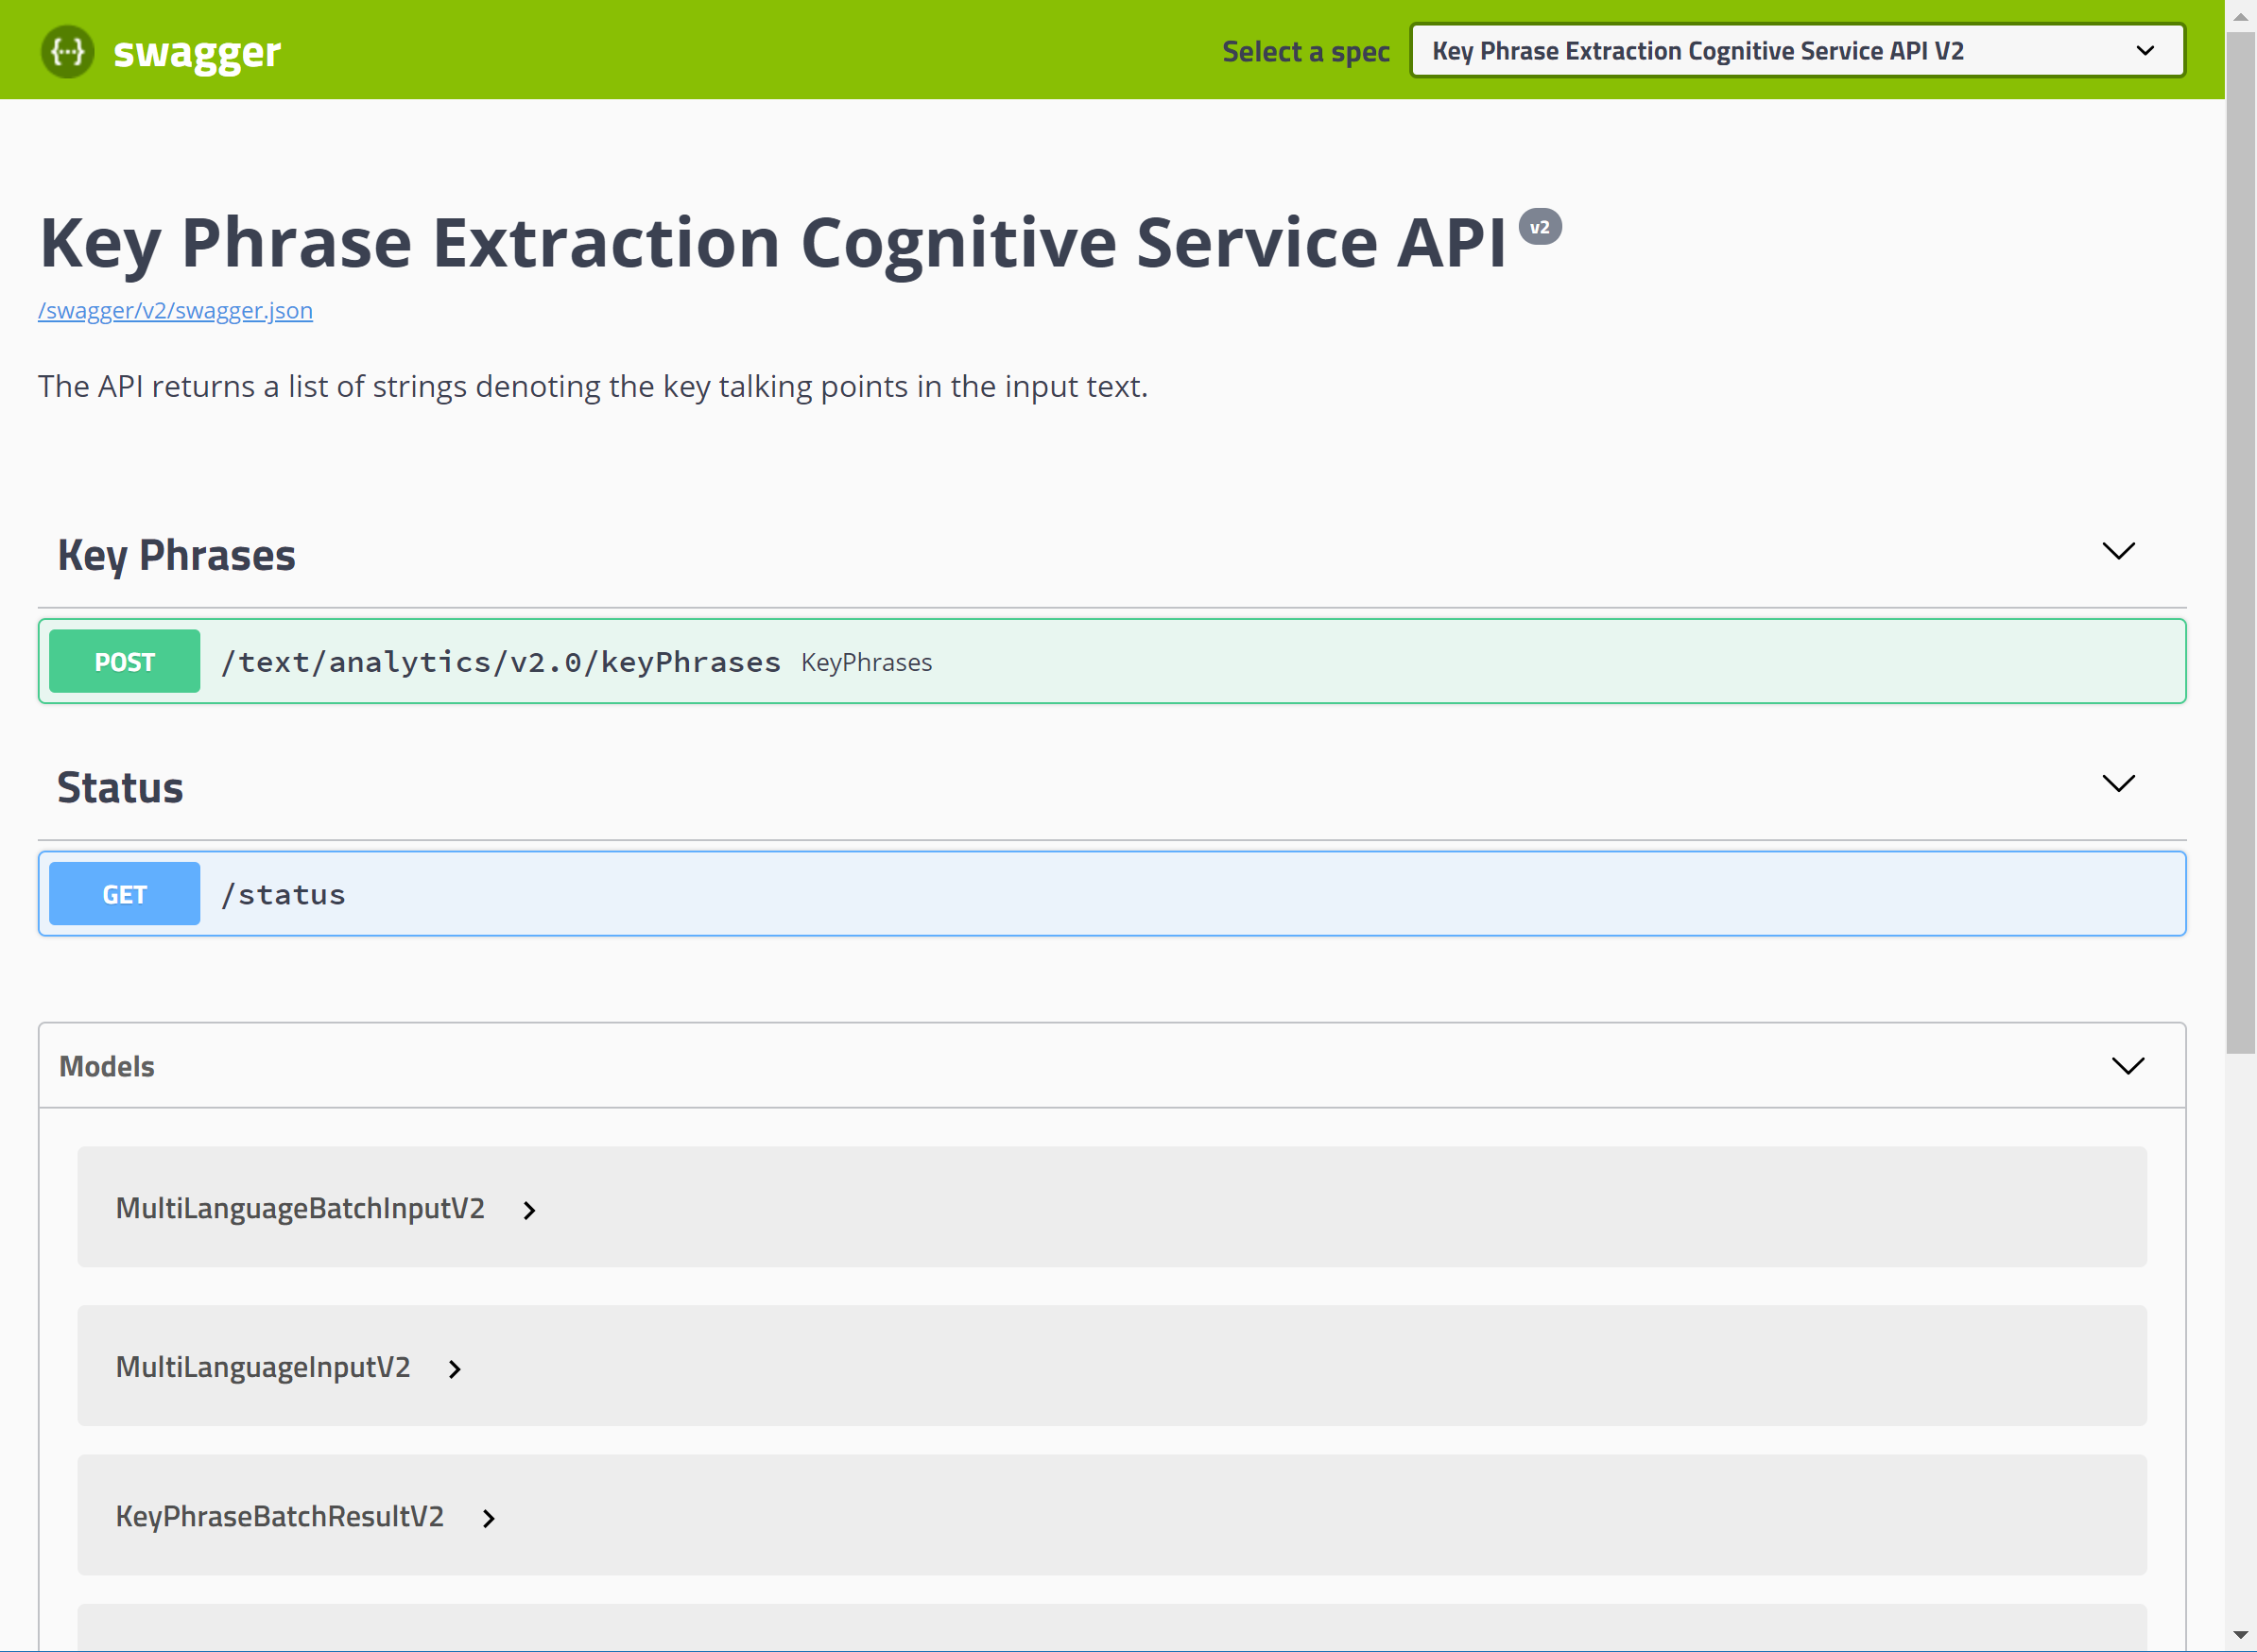 {···} swagger
Select a spec
Key Phrase Extraction Cognitive Service API V2
Key Phrase Extraction Cognitive Service API v2
/swagger/v2/swagger.json
The API returns a list of strings denoting the key talking points in the input text.
Key Phrases
POST /text/analytics/v2.0/keyPhrases KeyPhrases
Status
GET /status
Models
MultiLanguageBatchInputV2
MultiLanguageInputV2
KeyPhraseBatchResultV2